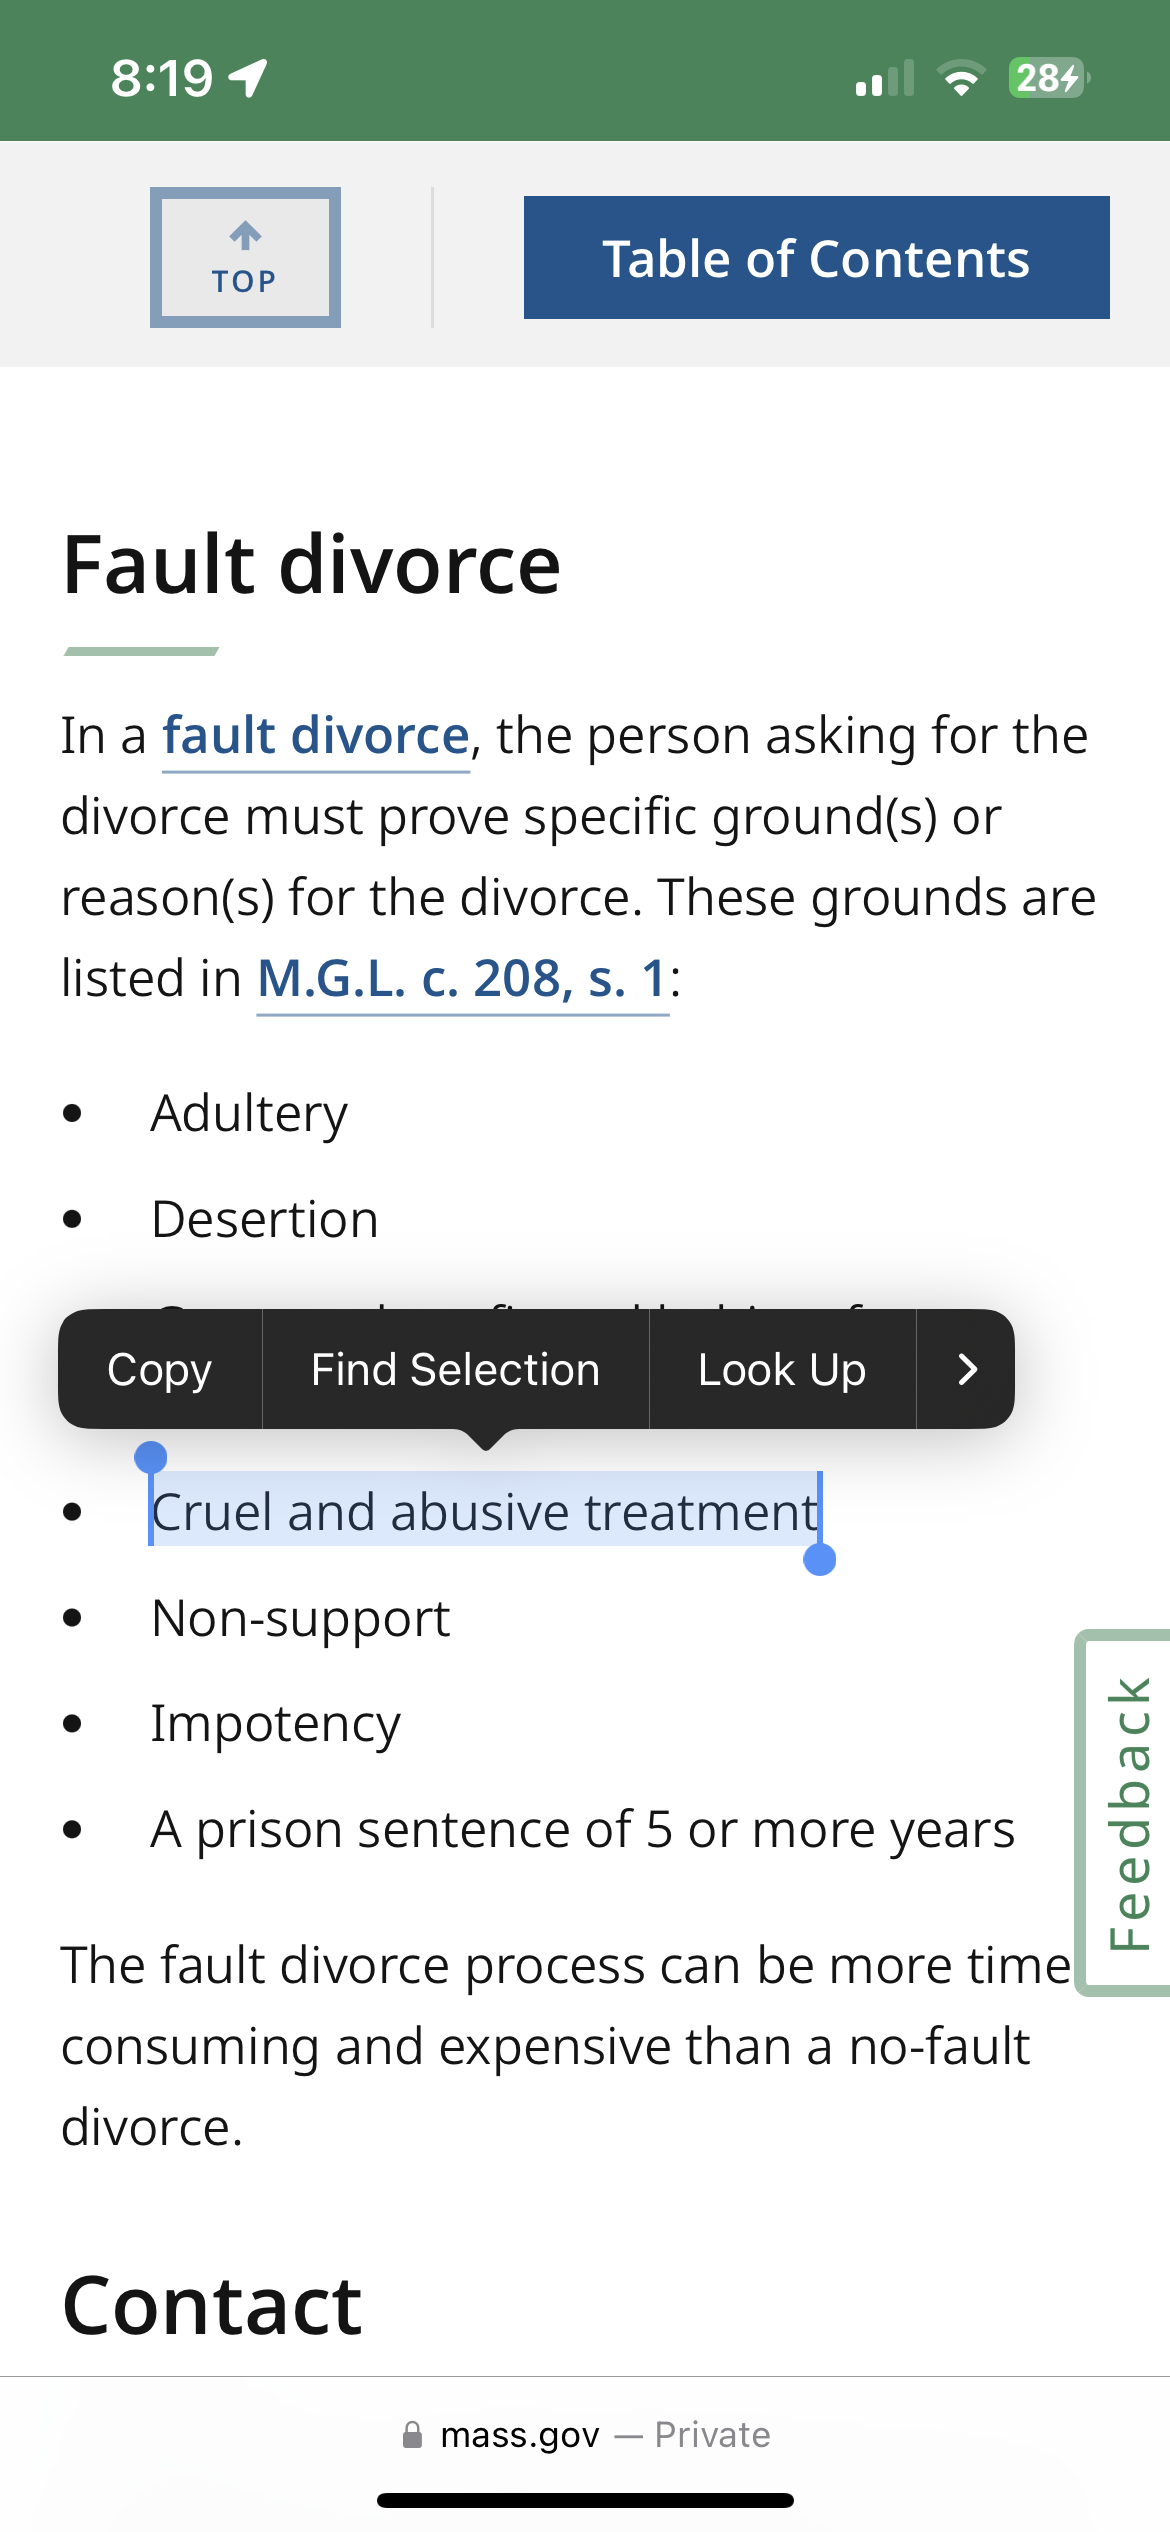 8:19
28
TOP
Table of Contents
Fault divorce
In a fault divorce, the person asking for the
divorce must prove specific ground(s) or
reason(s) for the divorce. These grounds are
listed in M.G.L. c. 208, s. 1:
• Adultery
• Desertion
Copy Find Selection Look Up
• Cruel and abusive treatment
• Non-support
• Impotency
• A prison sentence of 5 or more years
Feedback
The fault divorce process can be more time
consuming and expensive than a no-fault
divorce.
Contact
mass.gov — Private